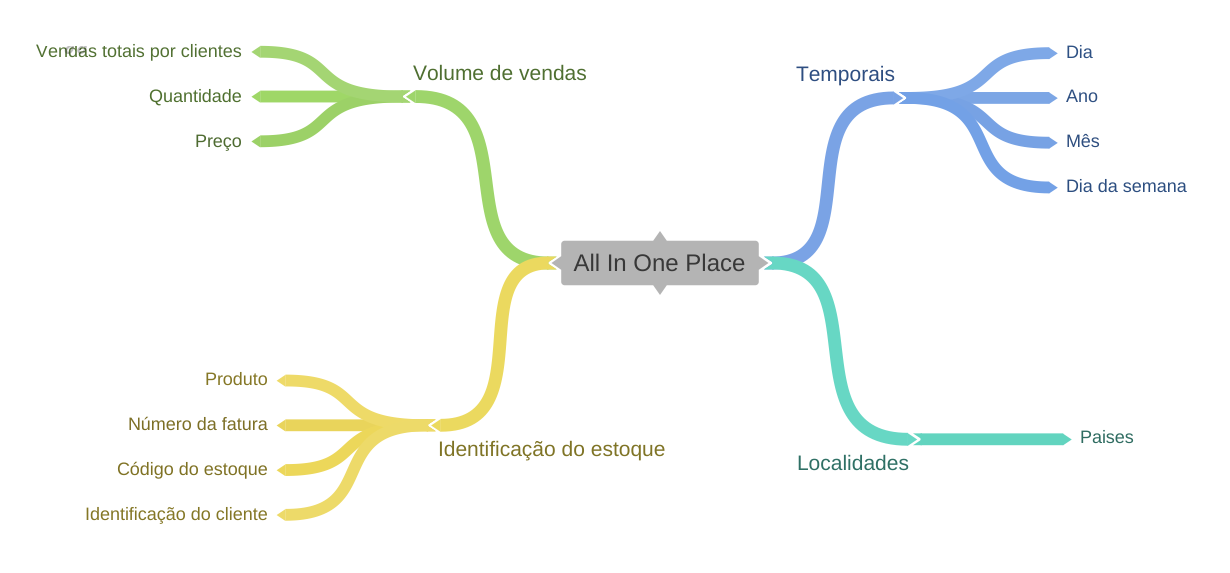 Vendas totais por clientes
Quantidade
Preço
Volume de vendas
Temporais
Dia
Ano
Mês
Dia da semana
All In One Place
Produto
Número da fatura
Código do estoque
Identificação do cliente
Identificação do estoque
Localidades
Paises